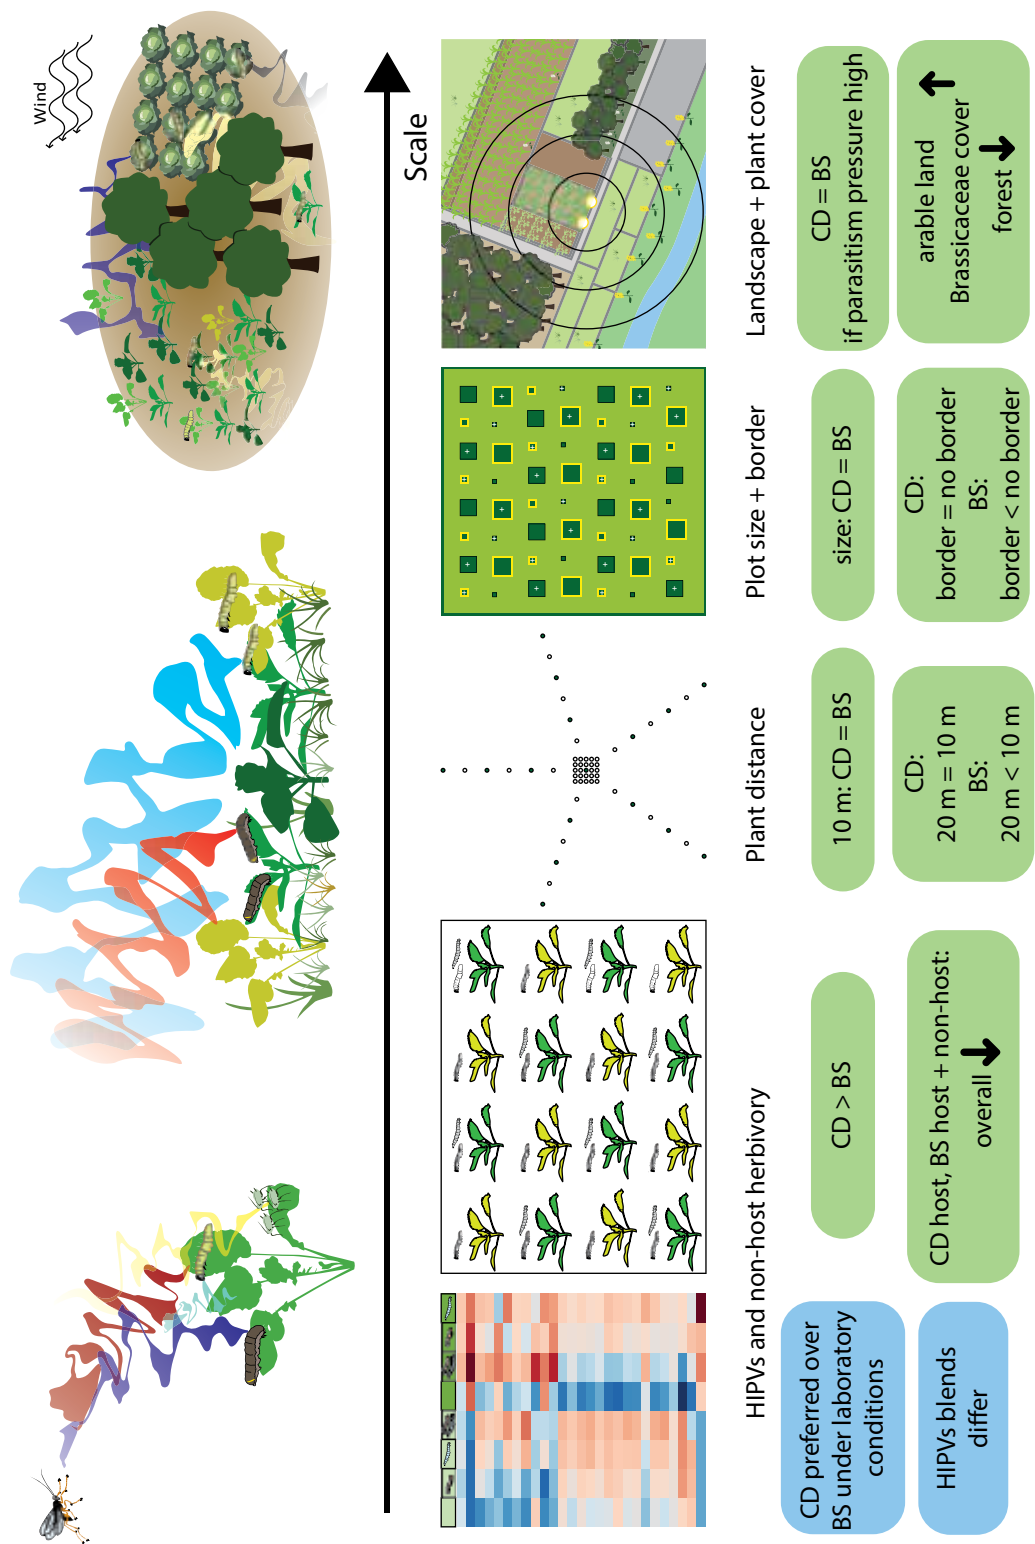 Wind
Scale
HIPVs and non-host herbivory
Plant distance
Plot size + border
Landscape + plant cover
CD preferred over
BS under laboratory
conditions
HIPVs blends
differ
CD > BS
CD host, BS host + non-host:
overall
10 m: CD = BS
CD:
20 m = 10 m
BS:
20 m < 10 m
size: CD = BS
CD:
border = no border
BS:
border < no border
CD = BS
if parasitism pressure high
arable land
Brassicaceae cover
forest